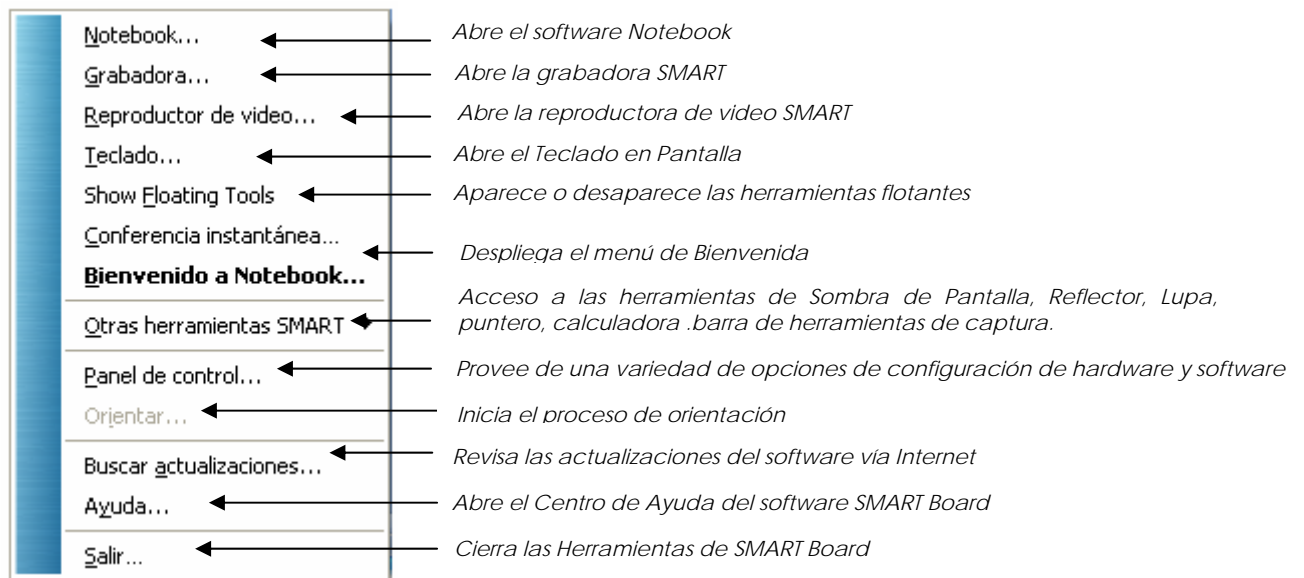 Notebook... Abre el software Notebook
Grabadora... Abre la grabadora SMART
Reproductor de video... Abre la reproductora de video SMART
Teclado... Abre el Teclado en Pantalla
Show Floating Tools Aparece o desaparece las herramientas flotantes
Conferencia instantánea...
Despliega el menú de Bienvenida
Bienvenido a Notebook...
Acceso a las herramientas de Sombra de Pantalla, Reflector, Lupa,
Otras herramientas SMART puntero, calculadora .barra de herramientas de captura.
Panel de control... Provee de una variedad de opciones de configuración de hardware y software
Orientar... Inicia el proceso de orientación
Buscar actualizaciones... Revisa las actualizaciones del software vía Internet
Ayuda... Abre el Centro de Ayuda del software SMART Board
Salir... Cierra las Herramientas de SMART Board